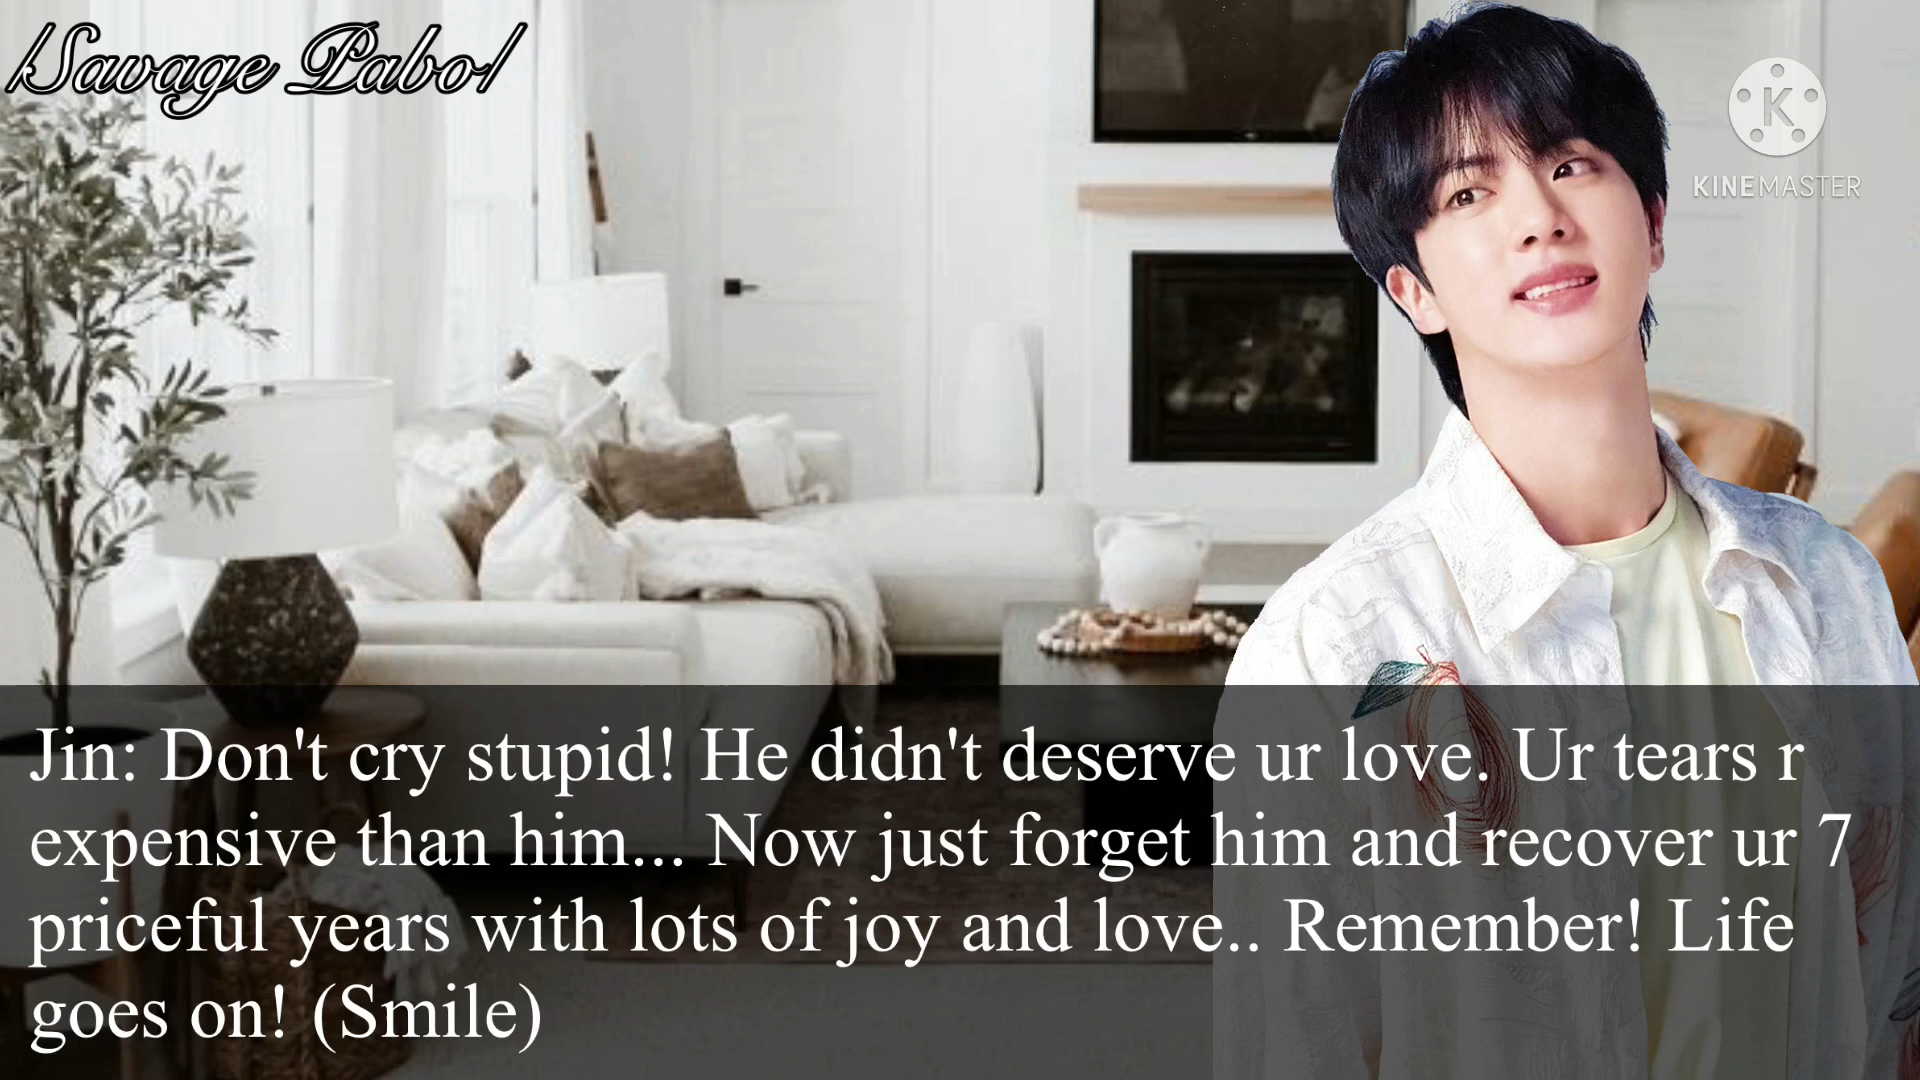 /Savage Pabo/
K
KINEMASTER
Jin: Don't cry stupid! He didn't deserve ur love. Ur tears r
expensive than him... Now just forget him and recover ur 7
priceful years with lots of joy and love.. Remember! Life
goes on! (Smile)